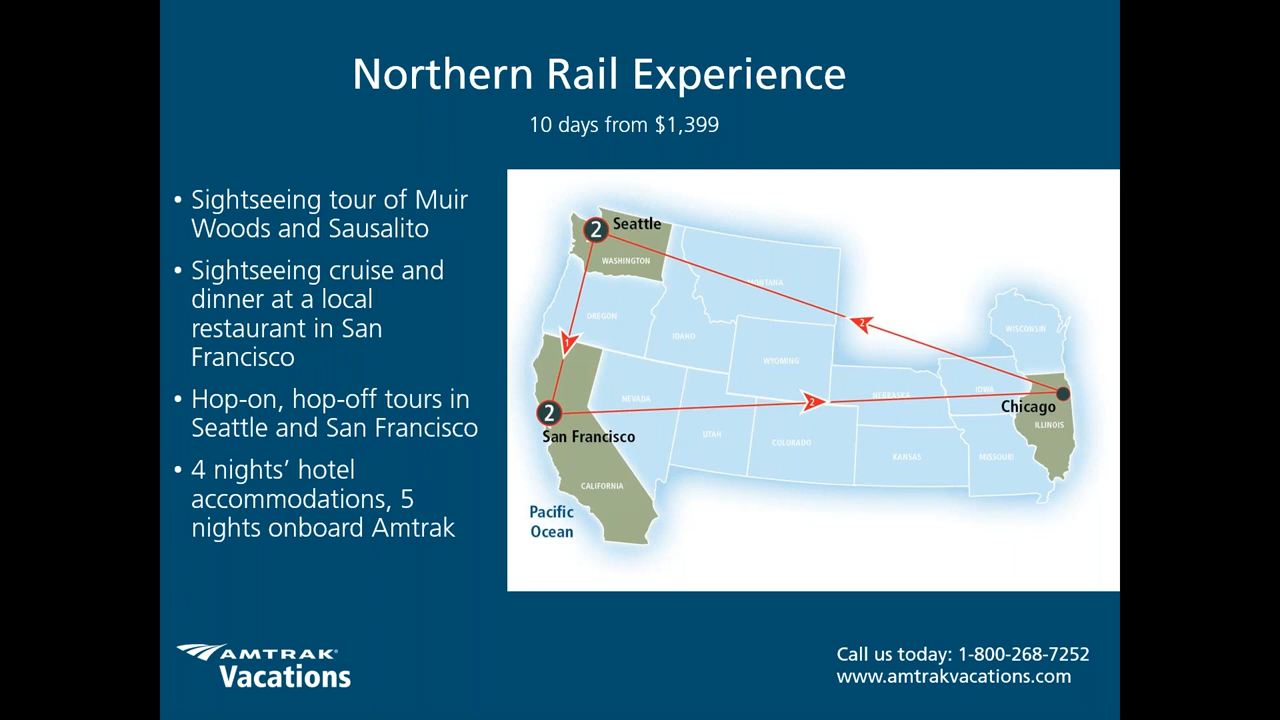 Northern Rail Experience
10 days from $1,399
• Sightseeing tour of Muir
Woods and Sausalito
• Sightseeing cruise and
dinner at a local
restaurant in San
Francisco
• Hop-on, hop-off tours in
Seattle and San Francisco
• 4 nights’ hotel
accommodations, 5
nights onboard Amtrak
2
Seattle
WASHINGTON
MONTANA
OREGON
2
WISCONSIN
IDAHO
1
WYOMING
IOWA
NEBRASKA
NEVADA
2
Chicago
2
San Francisco
ILLINOIS
UTAH
COLORADO
KANSAS
MISSOURI
CALIFORNIA
Pacific
Ocean
AMTRAK®
Vacations
Call us today: 1-800-268-7252
www.amtrakvacations.com